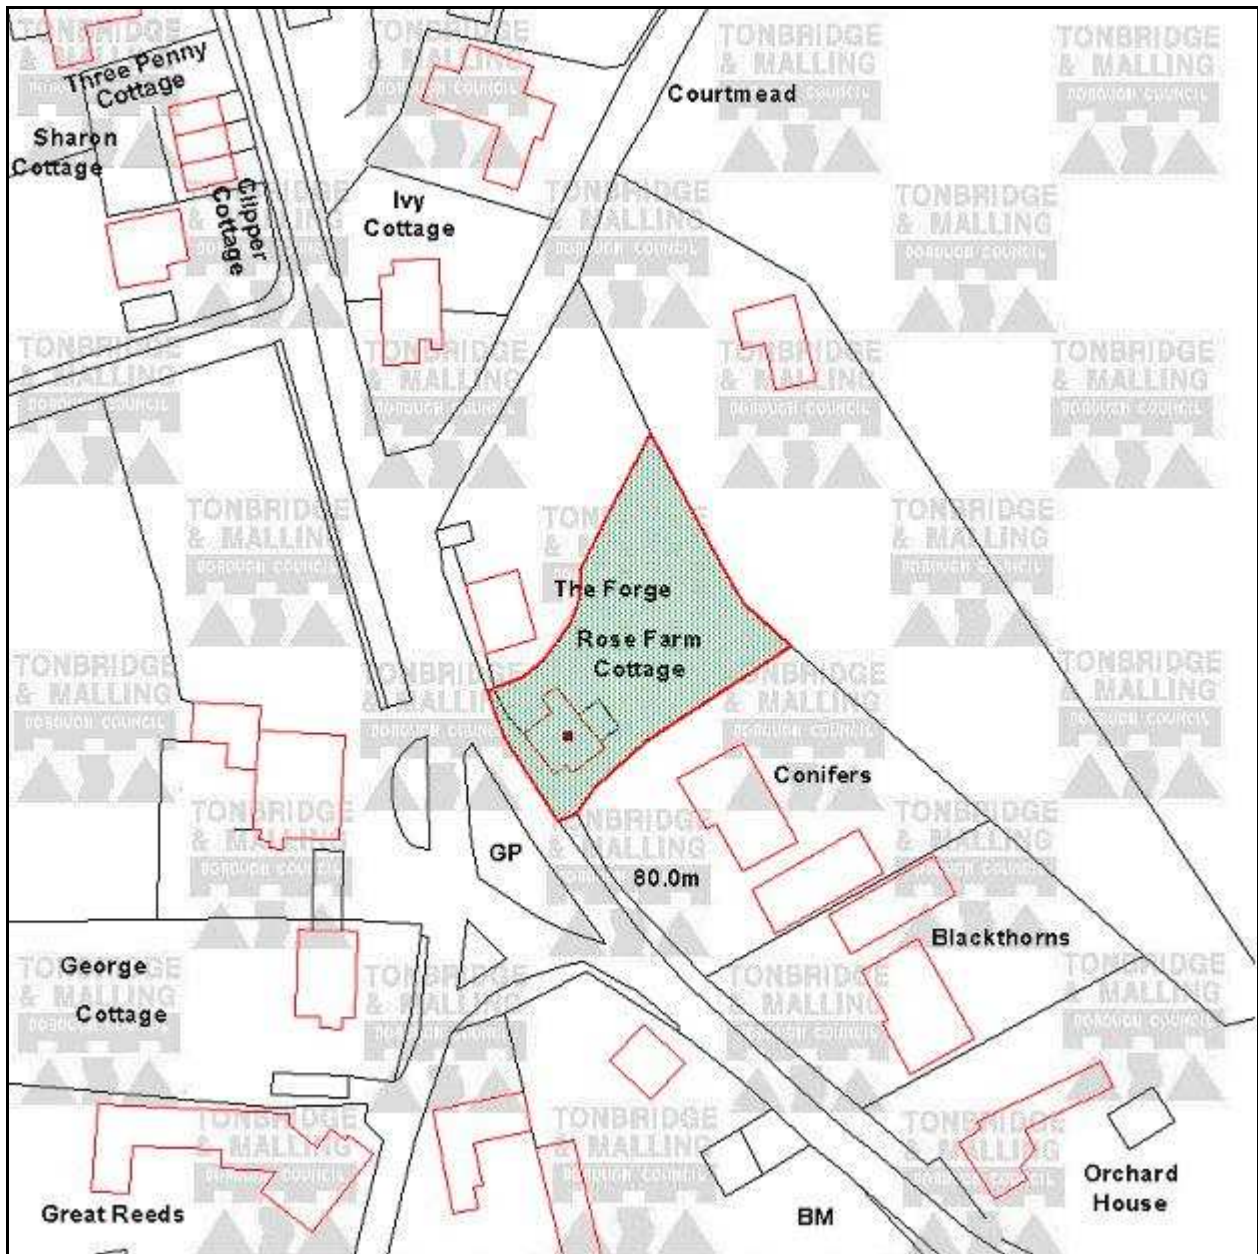 TONBRIDGE
& MALLING
BOROUGH COUNCIL
Three Penny
Cottage
Sharon
Cottage
Clipper
Cottage
Ivy
Cottage
Courtmead
The Forge
Rose Farm
Cottage
Conifers
GP
80.0m
Blackthorns
George
Cottage
Great Reeds
BM
Orchard
House